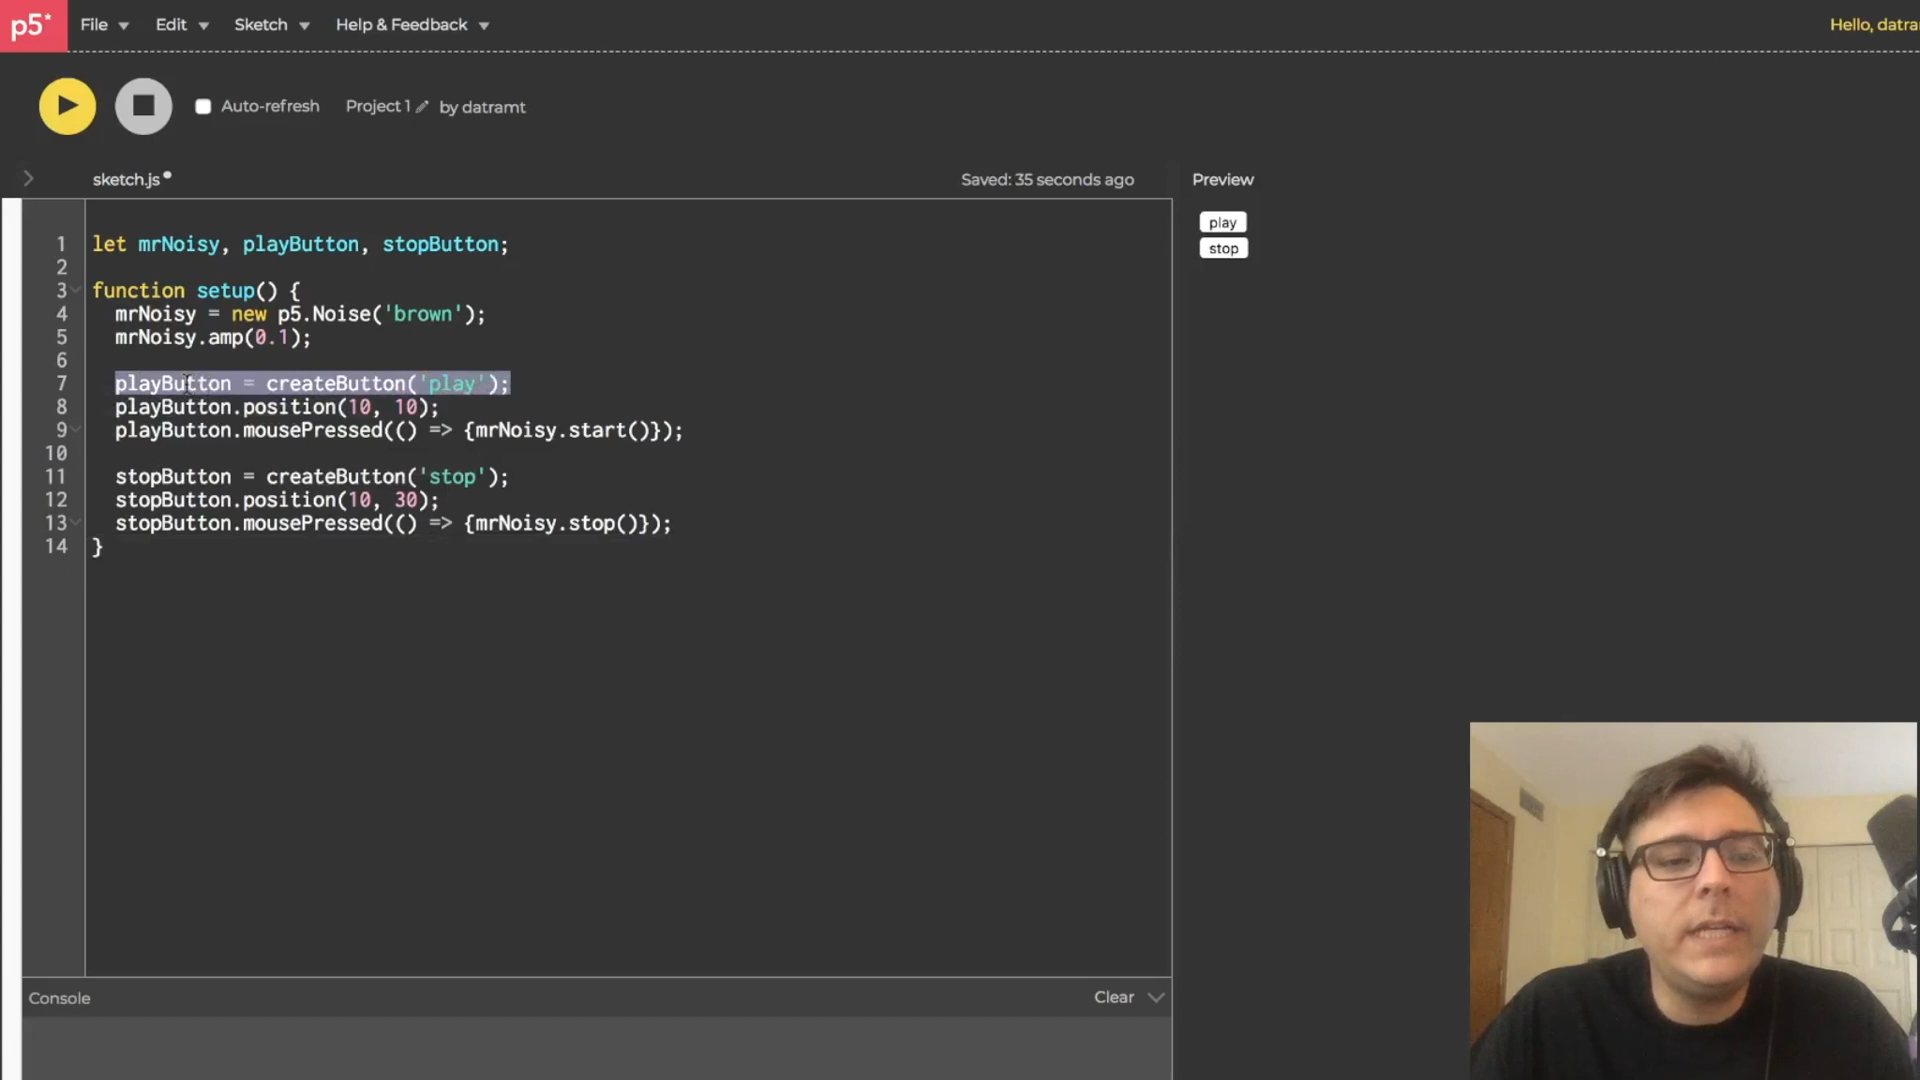 p5* File Edit Sketch Help & Feedback Hello, datra
Auto-refresh Project 1 by datramt
sketch.js Saved: 35 seconds ago Preview
play
stop
1 let mrNoisy, playButton, stopButton;
2
3 function setup() {
4 mrNoisy = new p5.Noise('brown');
5 mrNoisy.amp(0.1);
6
7 playButton = createButton('play');
8 playButton.position(10, 10);
9 playButton.mousePressed(() => {mrNoisy.start()});
10
11 stopButton = createButton('stop');
12 stopButton.position(10, 30);
13 stopButton.mousePressed(() => {mrNoisy.stop()});
14 }
Console Clear